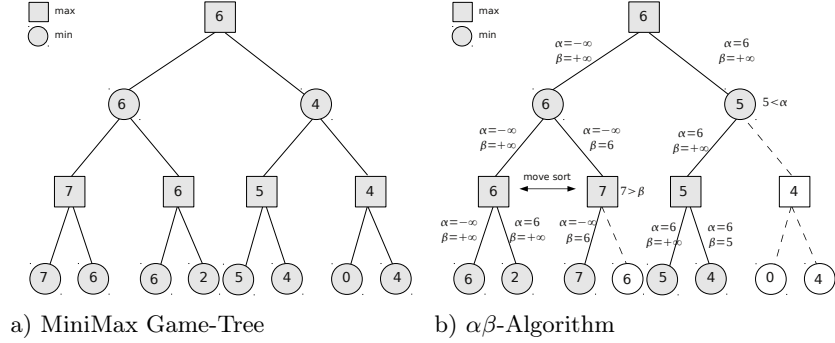 max
min
6
6
4
7
6
5
4
7
6
6
2
5
4
0
4
a) MiniMax Game-Tree
max
min
6
α=−∞
β=+∞
α=6
β=+∞
6
5
5<α
α=−∞
β=+∞
α=−∞
β=6
α=6
β=+∞
6
move sort
7
7>β
5
4
α=−∞
β=+∞
α=6
β=+∞
α=−∞
β=6
α=6
β=+∞
α=6
β=5
6
2
7
6
5
4
0
4
b) αβ-Algorithm